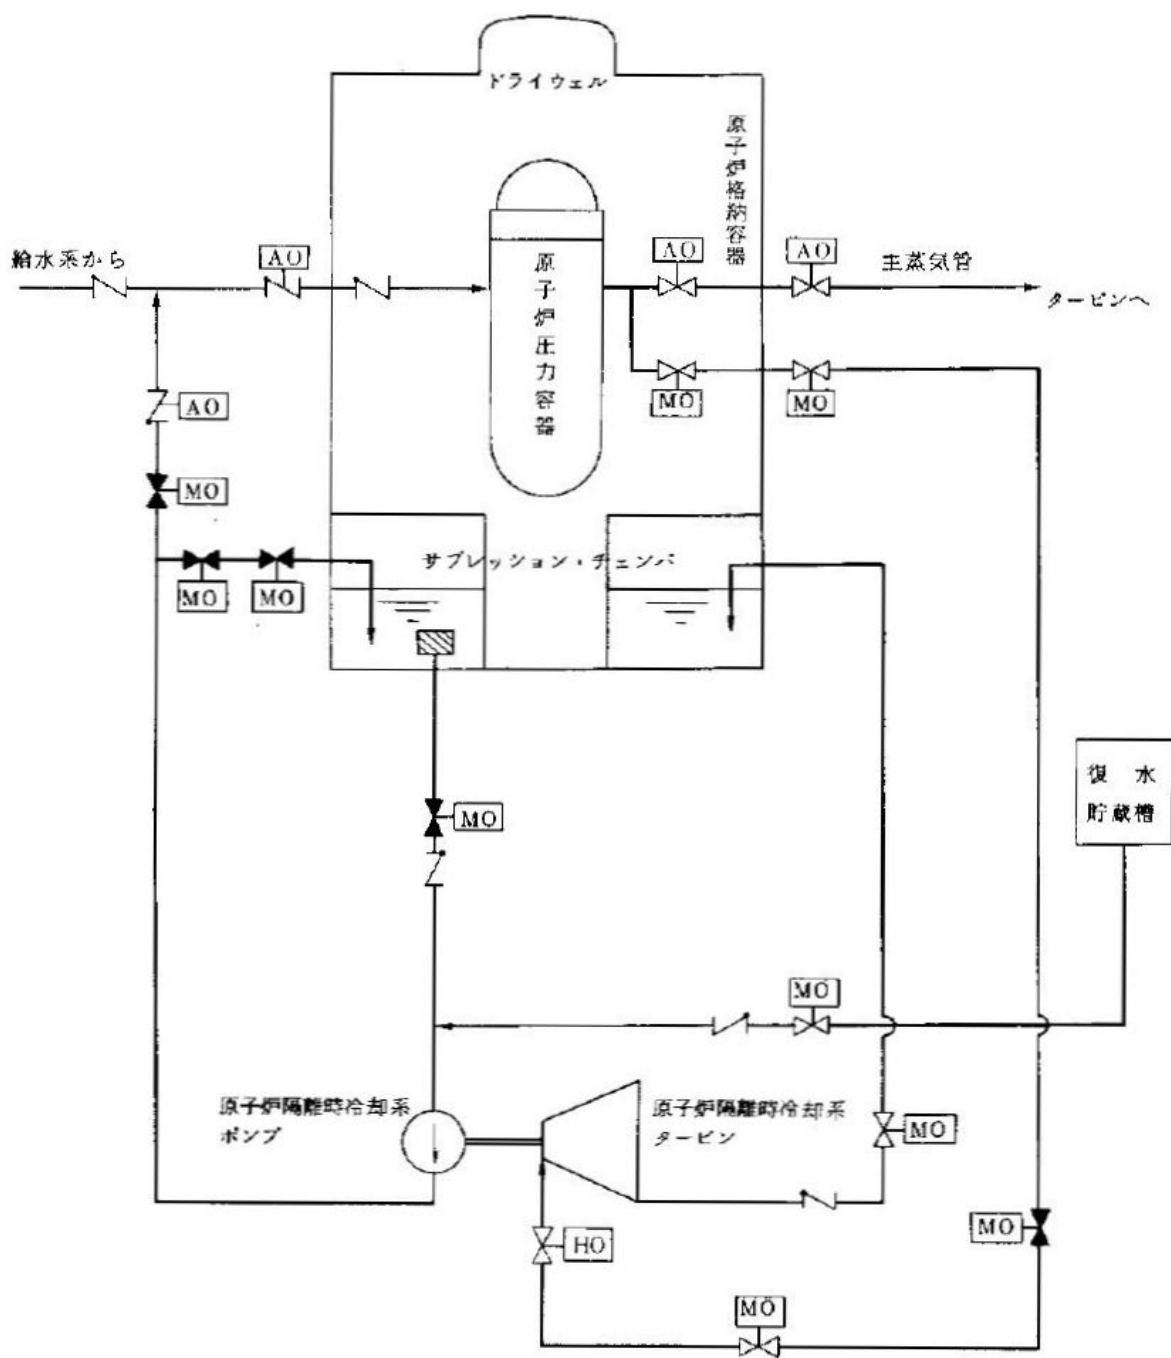 ドライウェル
原子炉格納容器
給水系から
AO
原子炉圧力容器
AO
AO
主蒸気管
タービンへ
MO
MO
AO
MO
サプレッション・チェンバ
MO
MO
MO
復水
貯蔵槽
MO
原子炉隔離時冷却系
ポンプ
原子炉隔離時冷却系
タービン
MO
MO
HO
MO